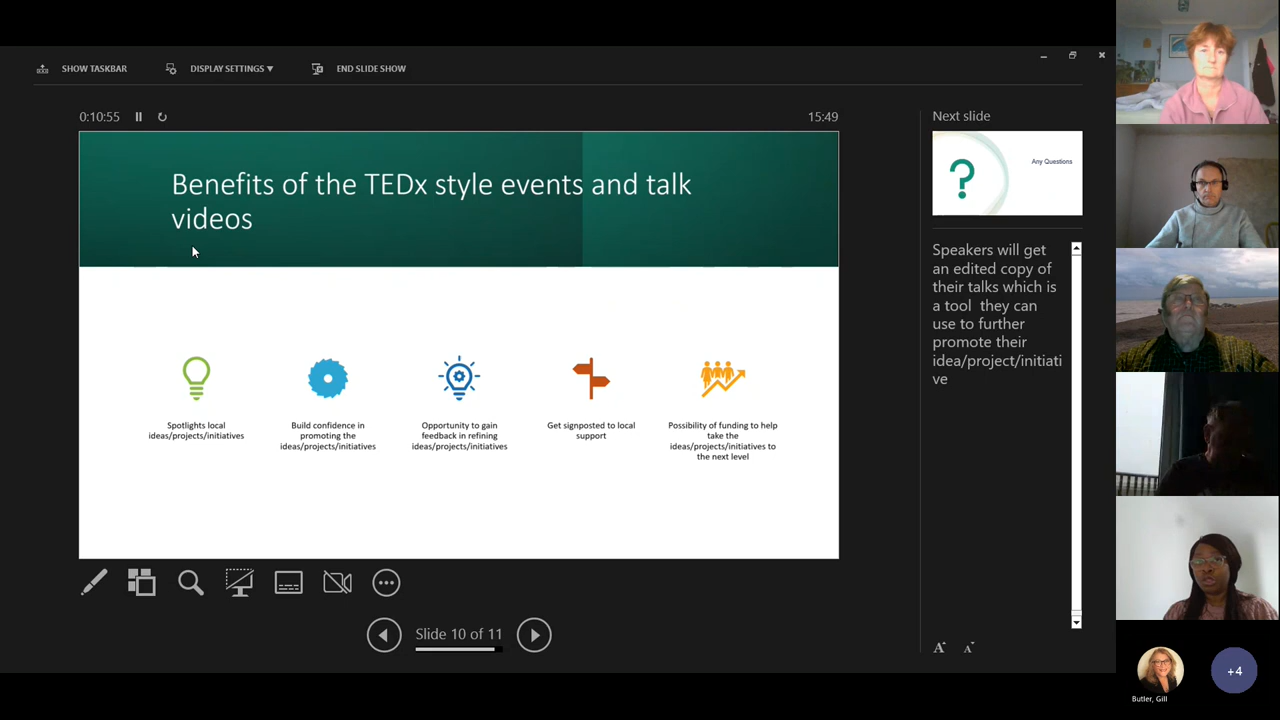 SHOW TASKBAR
DISPLAY SETTINGS
END SLIDE SHOW
0:10:55
15:49
Benefits of the TEDx style events and talk
videos
Spotlights local
ideas/projects/initiatives
Build confidence in
promoting the
ideas/projects/initiatives
Opportunity to gain
feedback in refining
ideas/projects/initiatives
Get signposted to local
support
Possibility of funding to help
take the
ideas/projects/initiatives to
the next level
Slide 10 of 11
Next slide
?
Any Questions
Speakers will get
an edited copy of
their talks which is
a tool they can
use to further
promote their
idea/project/initiati
ve
A
A
Butler, Gill
+4